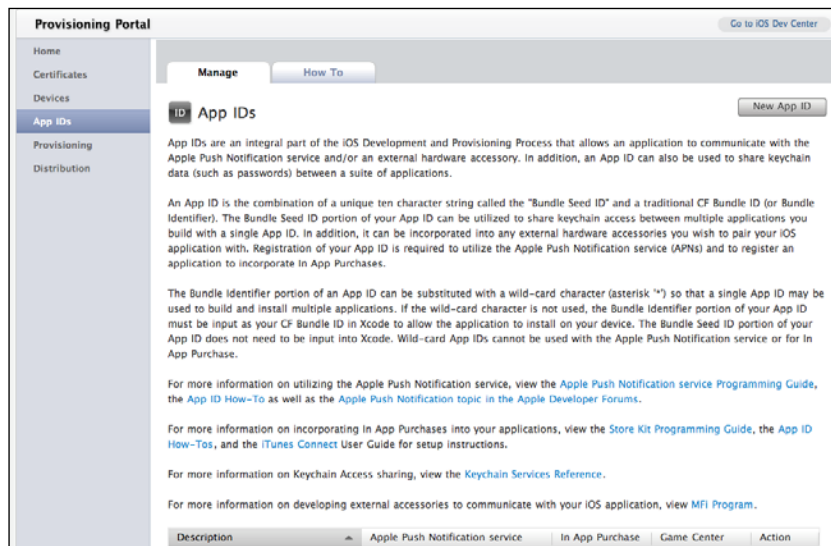 Provisioning Portal
Go to iOS Dev Center
Home
Certificates
Devices
App IDs
Provisioning
Distribution
Manage
How To
ID App IDs
New App ID
App IDs are an integral part of the iOS Development and Provisioning Process that allows an application to communicate with the
Apple Push Notification service and/or an external hardware accessory. In addition, an App ID can also be used to share keychain
data (such as passwords) between a suite of applications.
An App ID is the combination of a unique ten character string called the "Bundle Seed ID" and a traditional CF Bundle ID (or Bundle
Identifier). The Bundle Seed ID portion of your App ID can be utilized to share keychain access between multiple applications you
build with a single App ID. In addition, it can be incorporated into any external hardware accessories you wish to pair your iOS
application with. Registration of your App ID is required to utilize the Apple Push Notification service (APNs) and to register an
application to incorporate In App Purchases.
The Bundle Identifier portion of an App ID can be substituted with a wild-card character (asterisk '*') so that a single App ID may be
used to build and install multiple applications. If the wild-card character is not used, the Bundle Identifier portion of your App ID
must be input as your CF Bundle ID in Xcode to allow the application to install on your device. The Bundle Seed ID portion of your
App ID does not need to be input into Xcode. Wild-card App IDs cannot be used with the Apple Push Notification service or for In
App Purchase.
For more information on utilizing the Apple Push Notification service, view the Apple Push Notification service Programming Guide,
the App ID How-To as well as the Apple Push Notification topic in the Apple Developer Forums.
For more information on incorporating In App Purchases into your applications, view the Store Kit Programming Guide, the App ID
How-Tos, and the iTunes Connect User Guide for setup instructions.
For more information on Keychain Access sharing, view the Keychain Services Reference.
For more information on developing external accessories to communicate with your iOS application, view MFi Program.
Description Apple Push Notification service In App Purchase Game Center Action